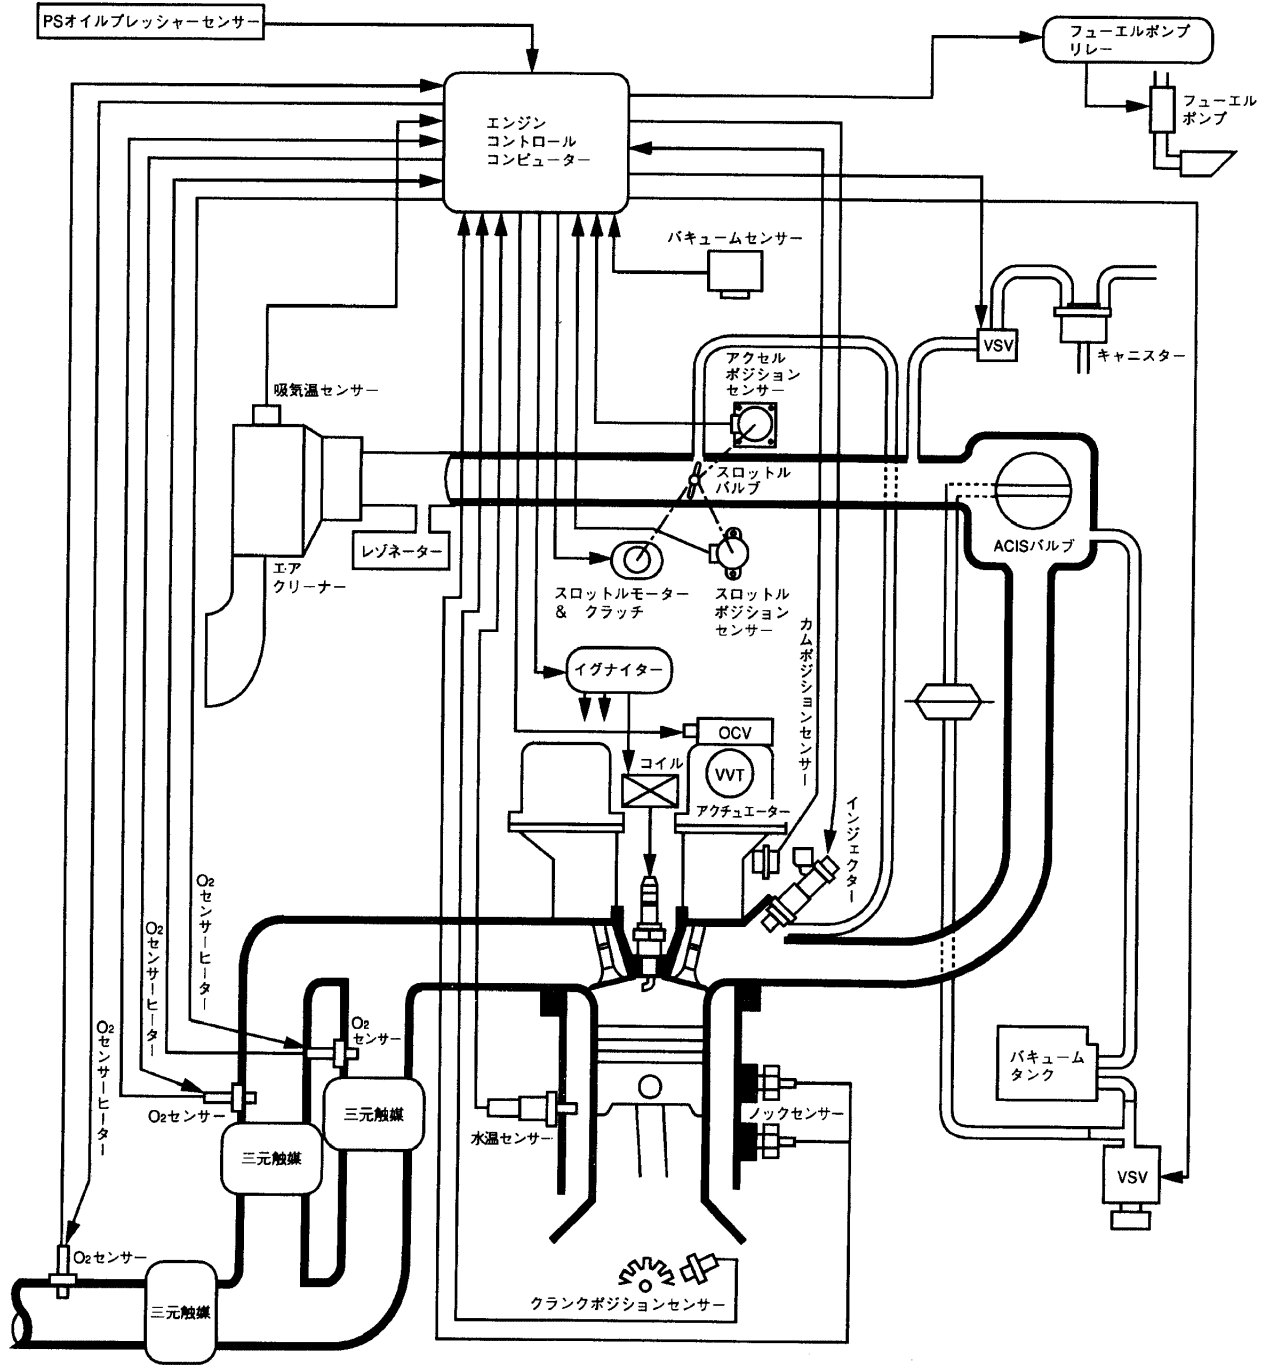 PSオイルプレッシャーセンサー
フューエルポンプ
リレー
フューエル
ポンプ
エンジン
コントロール
コンピューター
バキュームセンサー
VSV
キャニスター
アクセル
ポジション
センサー
吸気温センサー
スロットル
バルブ
ACISバルブ
レゾネーター
エア
クリーナー
スロットルモーター
& クラッチ
スロットル
ポジション
センサー
カムポジションセンサー
イグナイター
OCV
コイル
VVT
アクチュエーター
インジェクター
O2センサーヒーター
O2センサーヒーター
O2センサーヒーター
O2
センサー
O2センサー
三元触媒
三元触媒
水温センサー
ノックセンサー
バキューム
タンク
VSV
O2センサー
三元触媒
クランクポジションセンサー